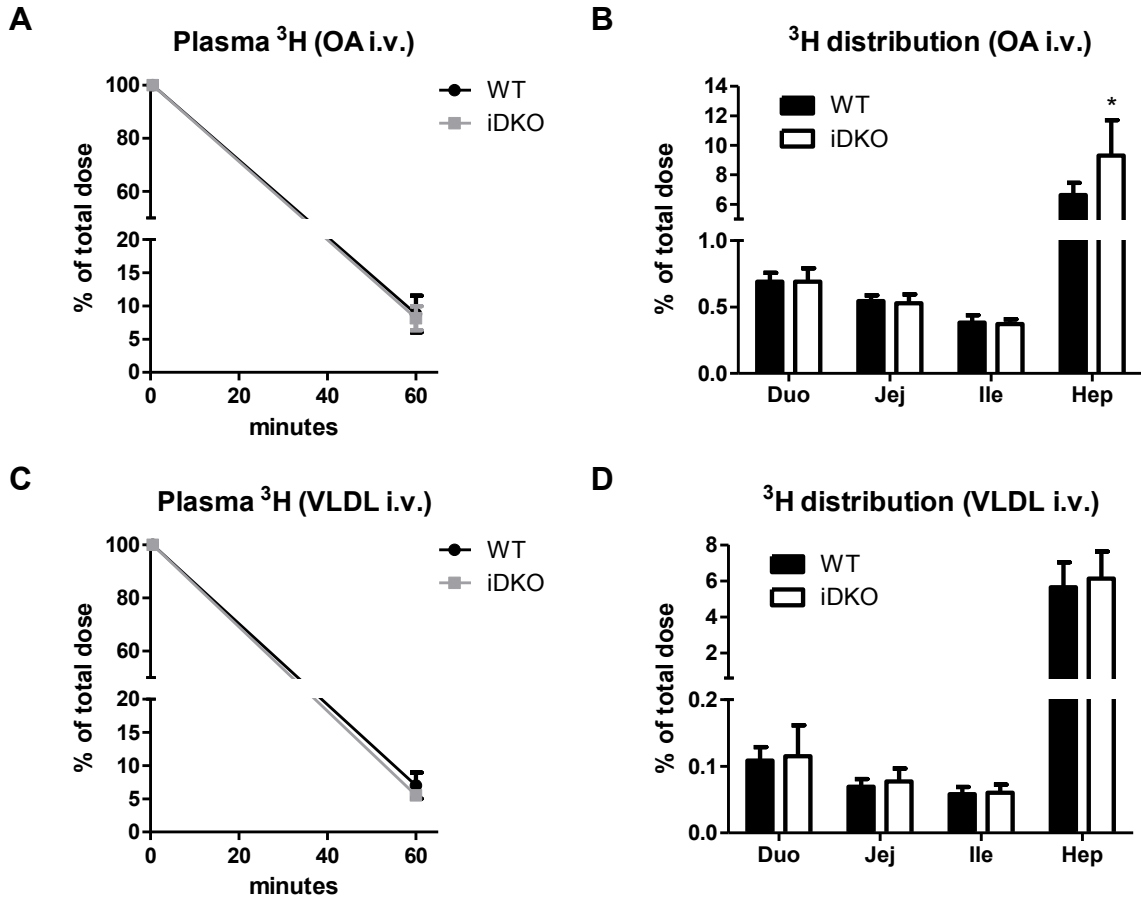 A
Plasma ³H (OA i.v.)
WT
iDKO
% of total dose
100
80
60
20
15
10
5
0
0 20 40 60
minutes
B
³H distribution (OA i.v.)
WT
iDKO
*
% of total dose
14
12
10
8
6
1.0
0.5
0.0
Duo Jej Ile Hep
C
Plasma ³H (VLDL i.v.)
WT
iDKO
% of total dose
100
80
60
20
15
10
5
0
0 20 40 60
minutes
D
³H distribution (VLDL i.v.)
WT
iDKO
% of total dose
8
6
4
2
0.2
0.1
0.0
Duo Jej Ile Hep